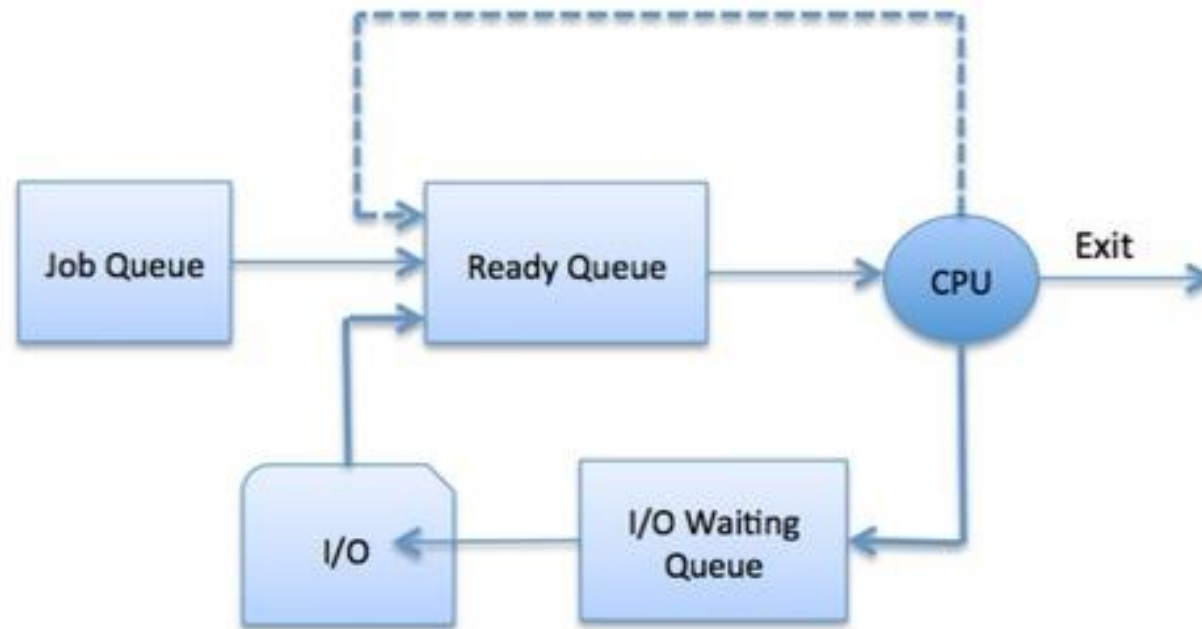 Job Queue
Ready Queue
CPU
Exit
I/O
I/O Waiting
Queue